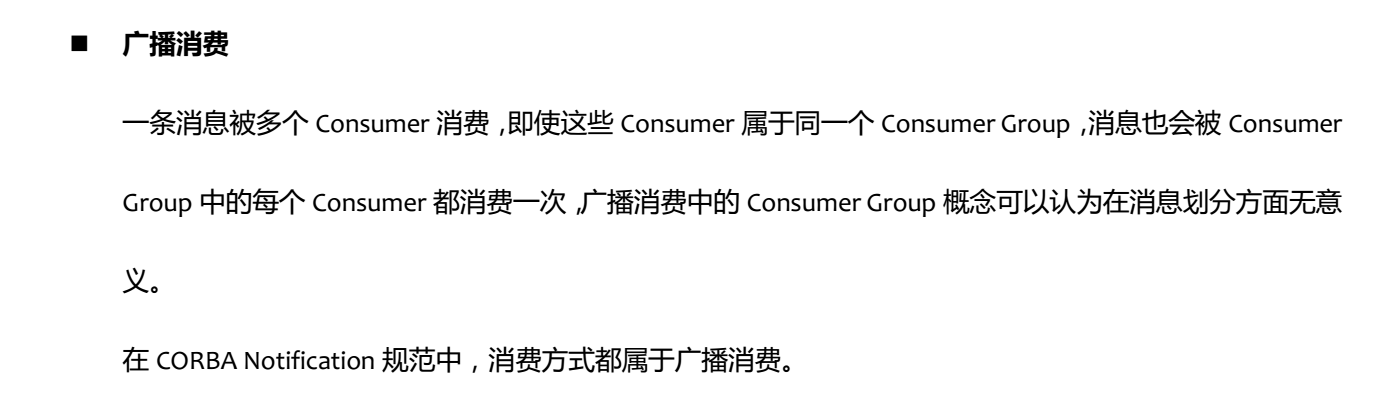 ■ 广播消费
一条消息被多个 Consumer 消费，即使这些 Consumer 属于同一个 Consumer Group，消息也会被 Consumer
Group 中的每个 Consumer 都消费一次，广播消费中的 Consumer Group 概念可以认为在消息划分方面无意
义。
在 CORBA Notification 规范中，消费方式都属于广播消费。